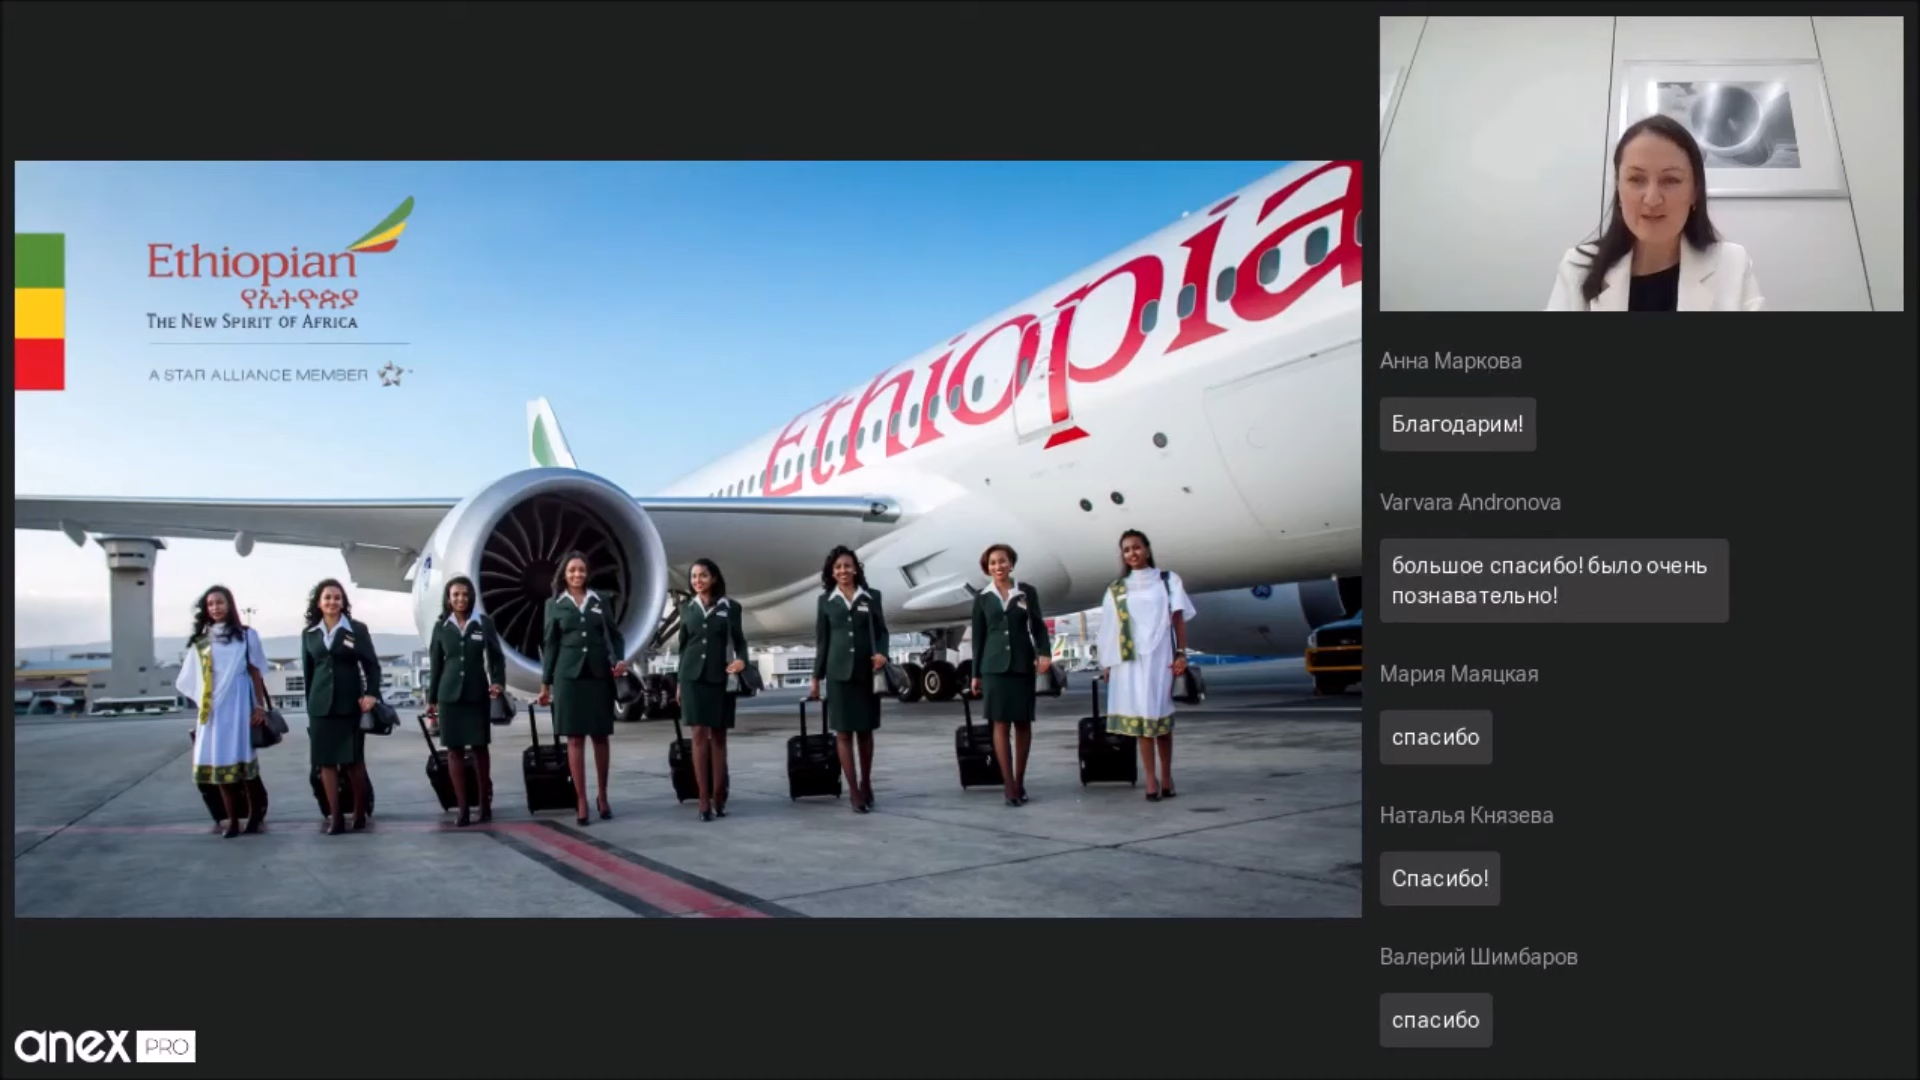 Ethiopian
የኢትዮጵያ
THE NEW SPIRIT OF AFRICA
A STAR ALLIANCE MEMBER
Ethiopia
anex PRO
Анна Маркова
Благодарим!
Varvara Andronova
большое спасибо! было очень
познавательно!
Мария Маяцкая
спасибо
Наталья Князева
Спасибо!
Валерий Шимбаров
спасибо